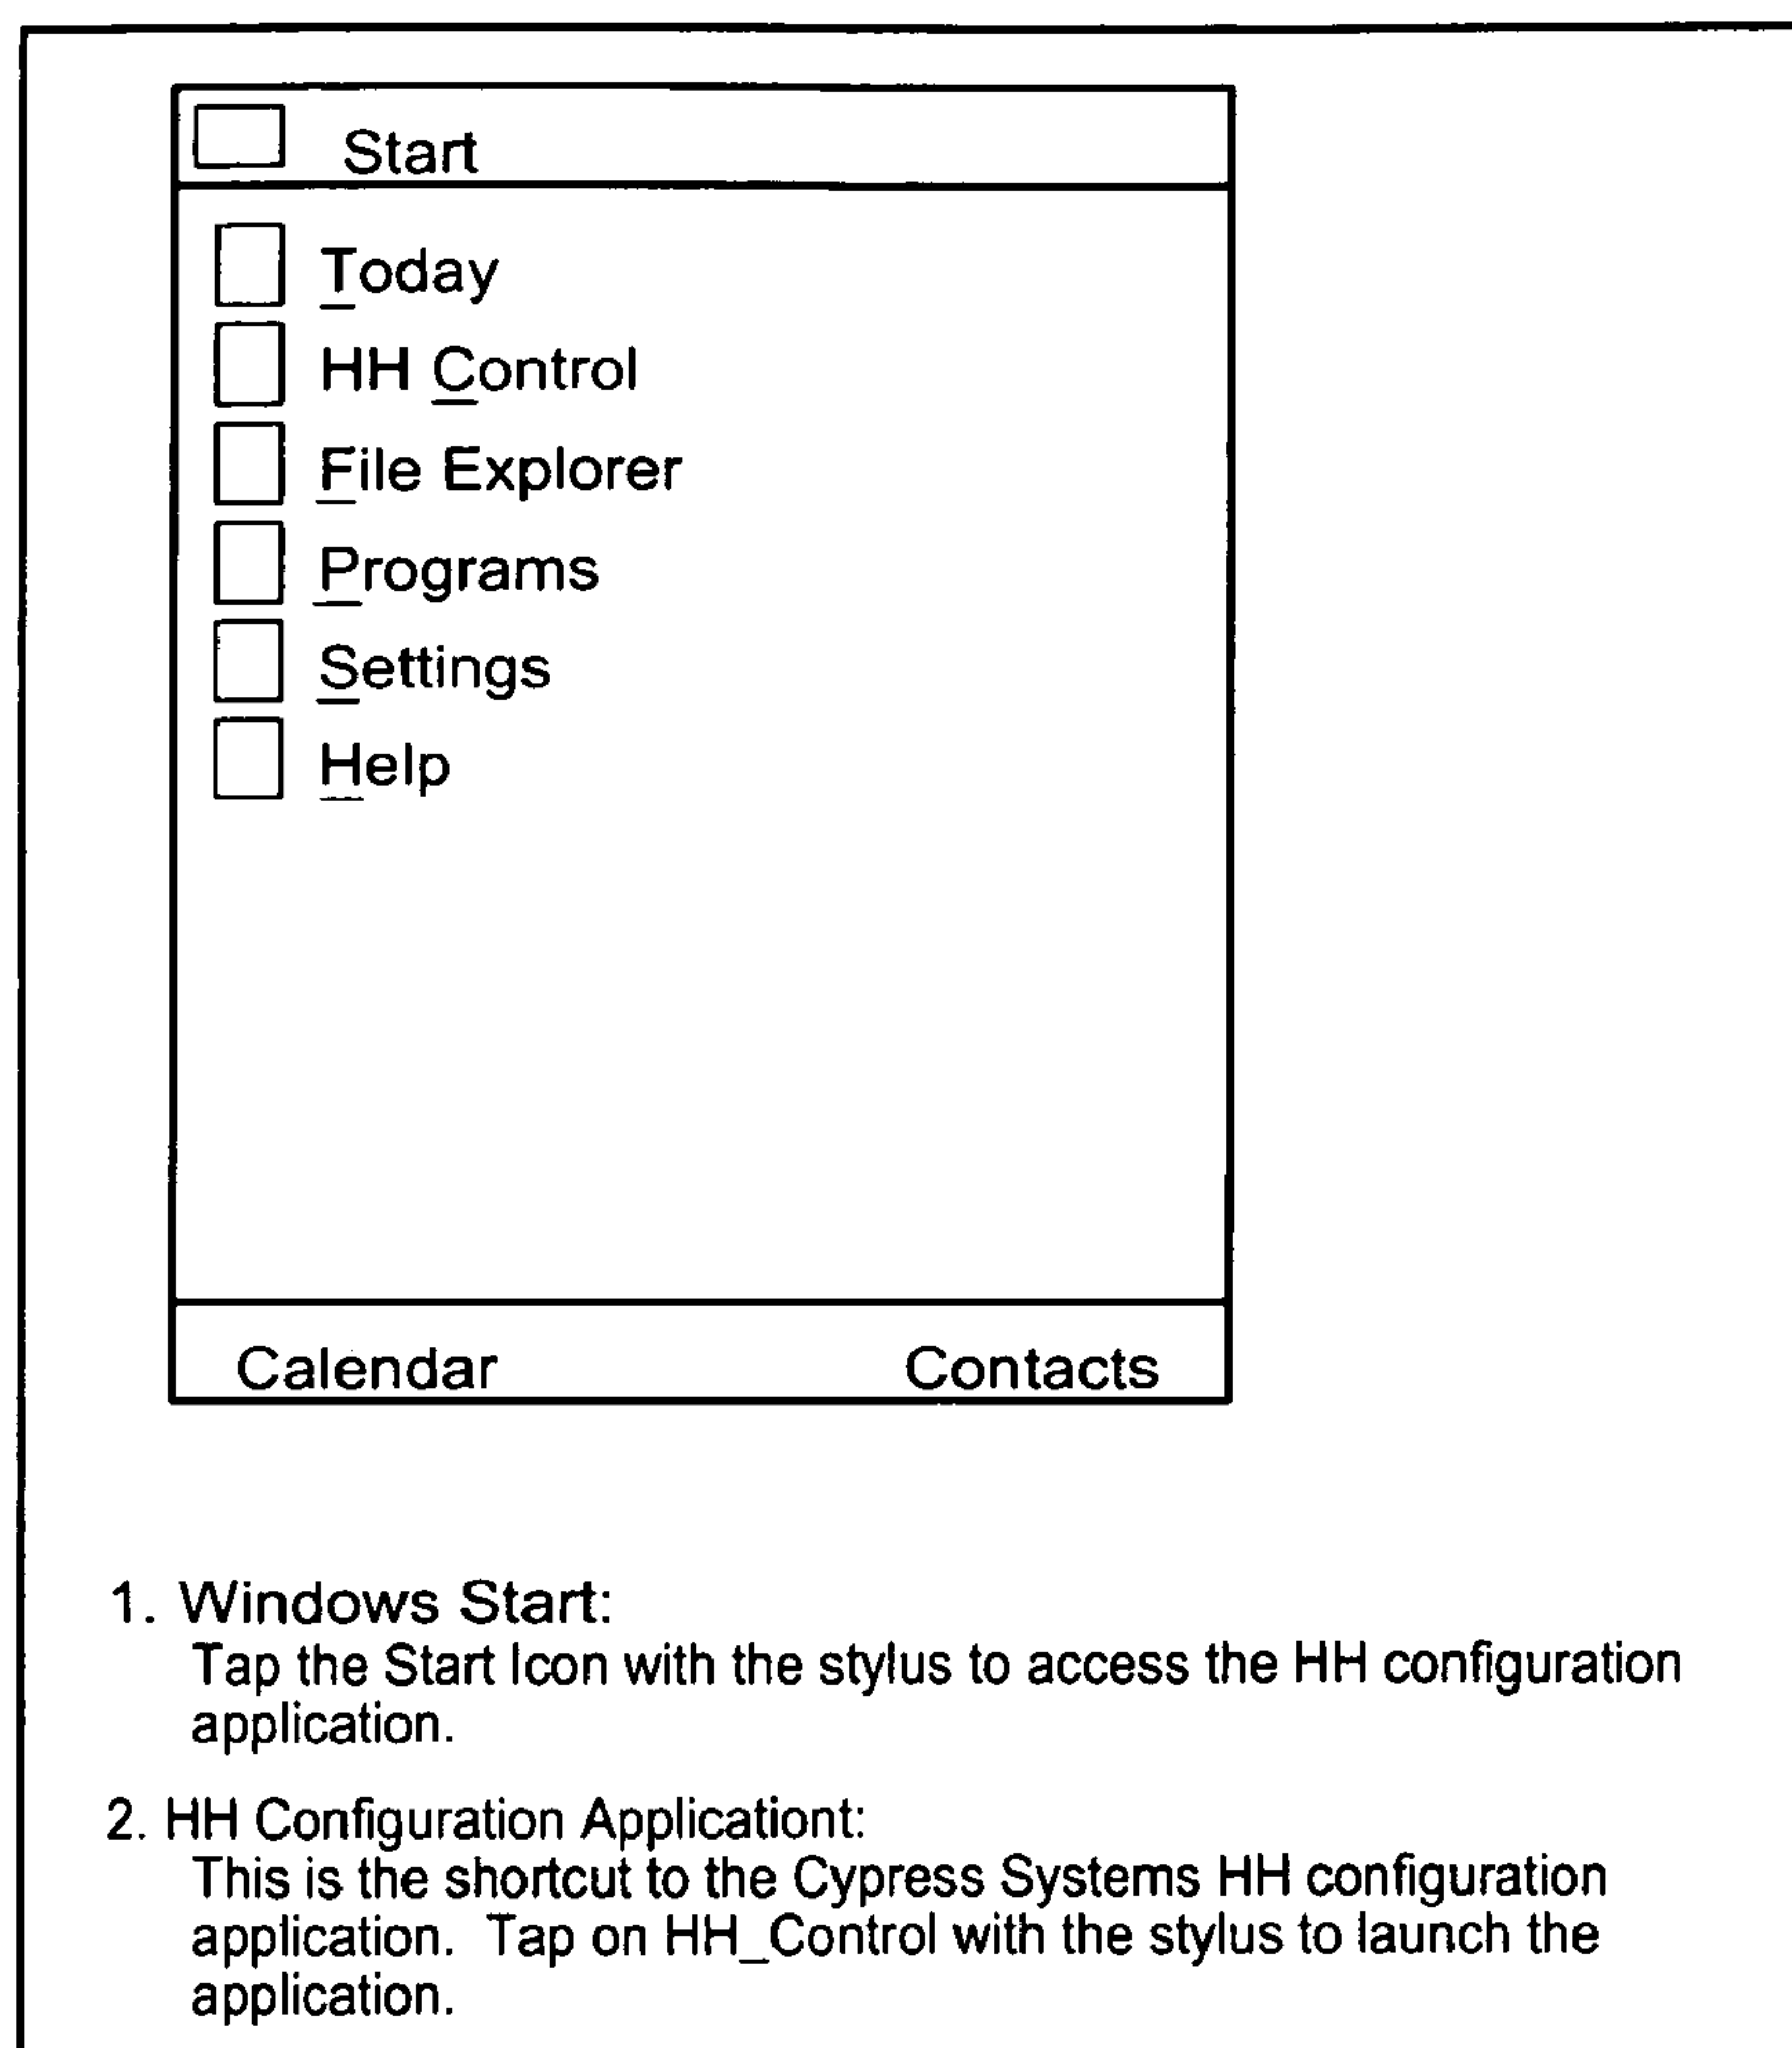 Start
Today
HH Control
File Explorer
Programs
Settings
Help
Calendar Contacts
1. Windows Start:
Tap the Start Icon with the stylus to access the HH configuration
application.
2. HH Configuration Applicationt:
This is the shortcut to the Cypress Systems HH configuration
application. Tap on HH_Control with the stylus to launch the
application.